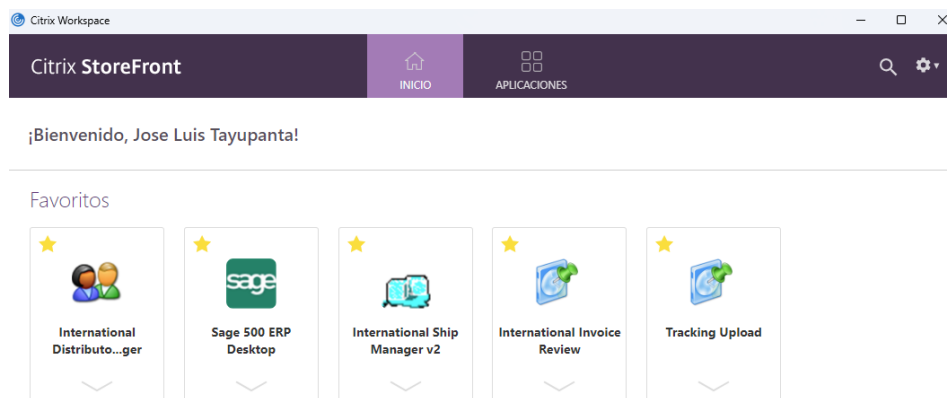 Citrix Workspace
Citrix StoreFront
INICIO
APLICACIONES
¡Bienvenido, Jose Luis Tayupanta!
Favoritos
sage
International
Distributo...ger
Sage 500 ERP
Desktop
International Ship
Manager v2
International Invoice
Review
Tracking Upload